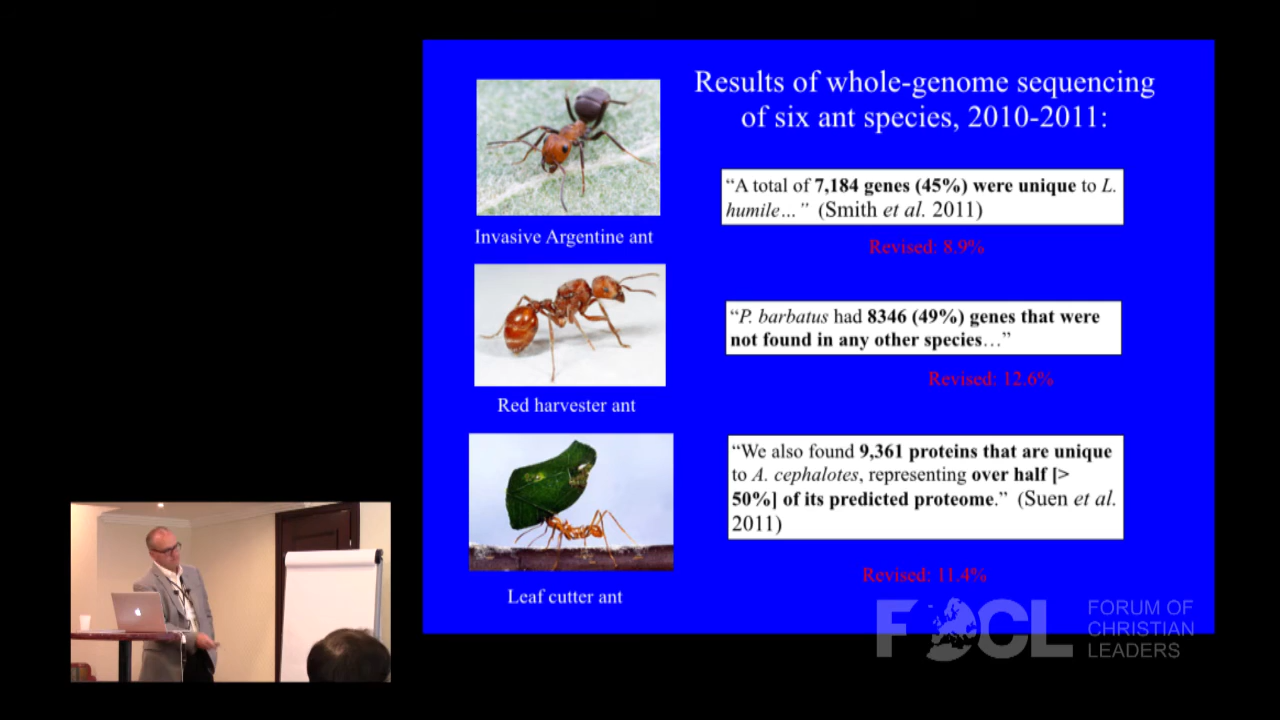 Results of whole-genome sequencing
of six ant species, 2010-2011:
“A total of 7,184 genes (45%) were unique to L.
humile…” (Smith et al. 2011)
Invasive Argentine ant
Revised: 8.9%
“P. barbatus had 8346 (49%) genes that were
not found in any other species…”
Revised: 12.6%
Red harvester ant
“We also found 9,361 proteins that are unique
to A. cephalotes, representing over half [>
50%] of its predicted proteome.” (Suen et al.
2011)
Revised: 11.4%
Leaf cutter ant
FOCL
FORUM OF
CHRISTIAN
LEADERS